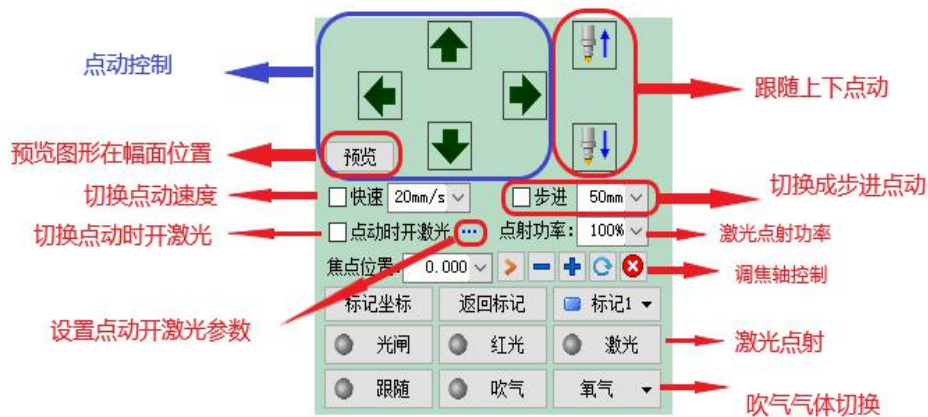 点动控制
跟随上下点动
预览图形在幅面位置
预览
切换点动速度
快速 20mm/s
步进 50mm
切换成步进点动
切换点动时开激光
点动时开激光 ...
点射功率: 100%
激光点射功率
焦点位置: 0.000
调焦轴控制
设置点动开激光参数
标记坐标 返回标记 标记1
光闸 红光 激光
激光点射
跟随 吹气 氧气
吹气气体切换